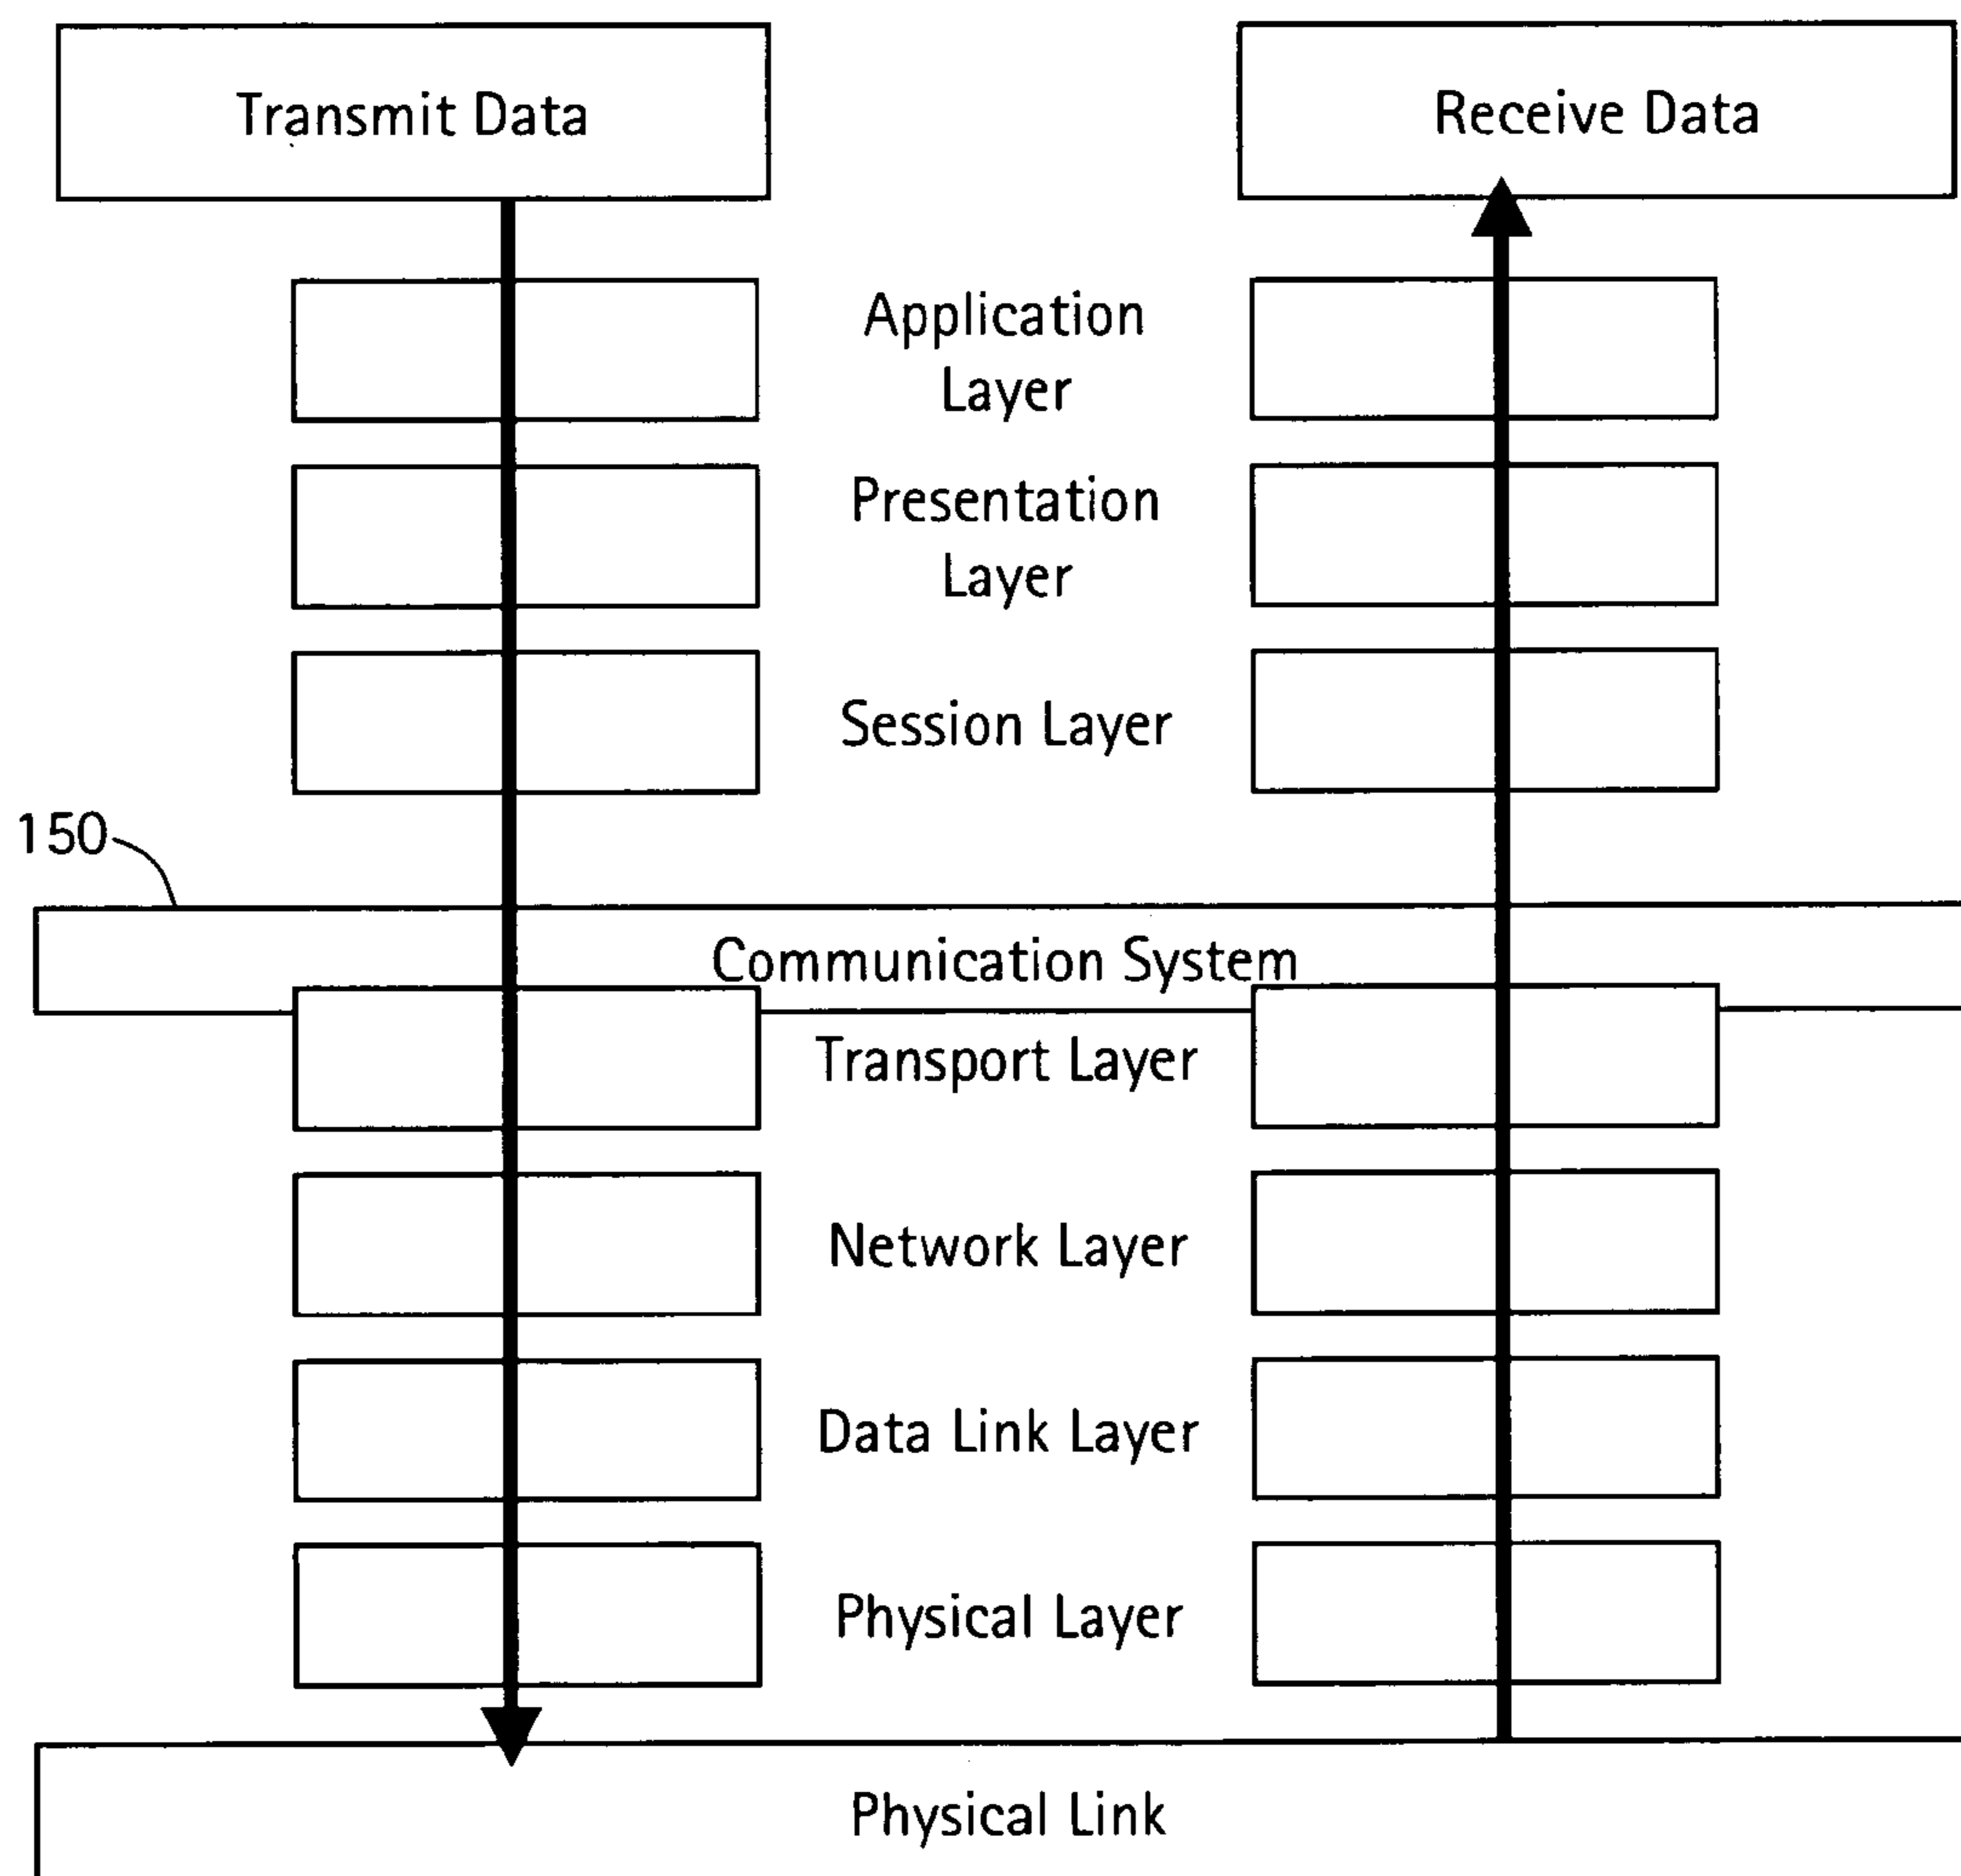 Transmit Data
Receive Data
Application
Layer
Presentation
Layer
Session Layer
150
Communication System
Transport Layer
Network Layer
Data Link Layer
Physical Layer
Physical Link